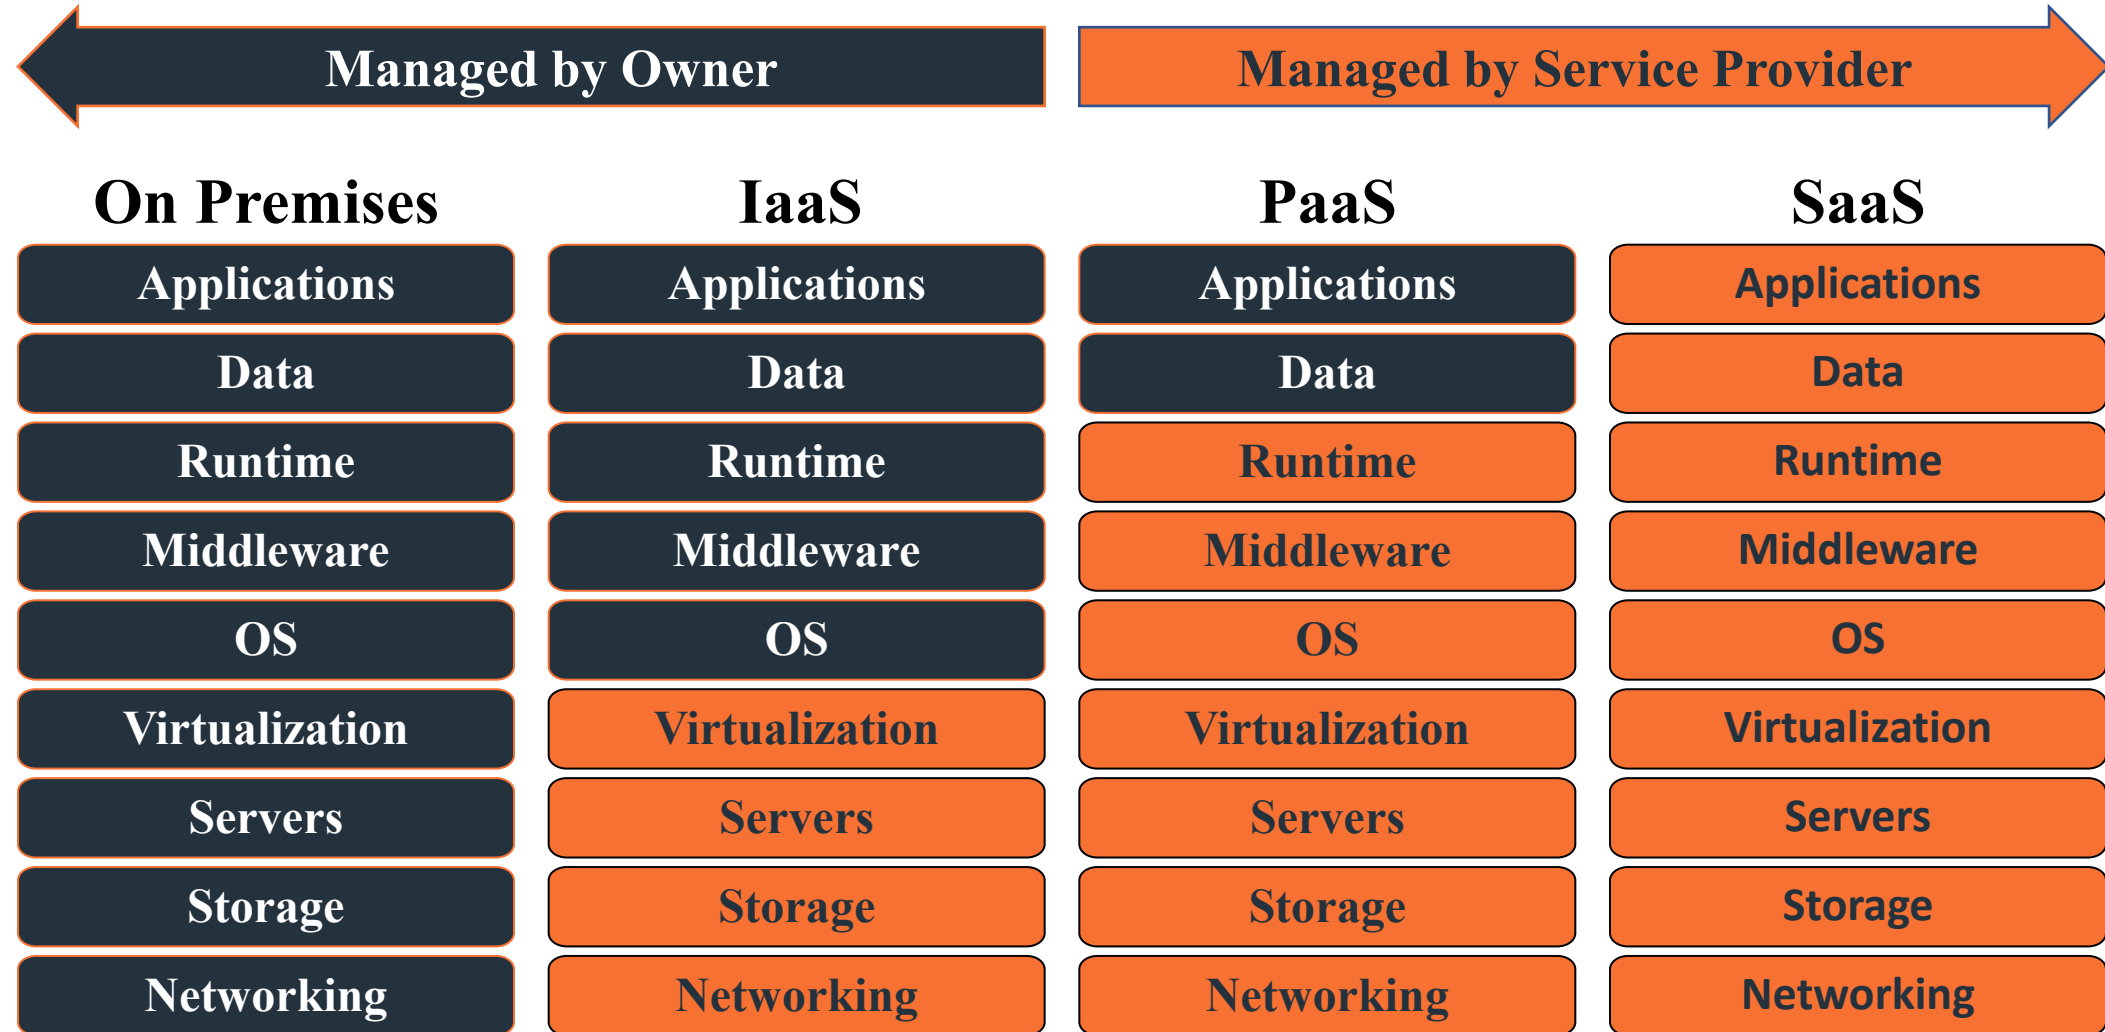 Managed by Owner
Managed by Service Provider
On Premises
IaaS
PaaS
SaaS
Applications
Applications
Applications
Applications
Data
Data
Data
Data
Runtime
Runtime
Runtime
Runtime
Middleware
Middleware
Middleware
Middleware
OS
OS
OS
OS
Virtualization
Virtualization
Virtualization
Virtualization
Servers
Servers
Servers
Servers
Storage
Storage
Storage
Storage
Networking
Networking
Networking
Networking